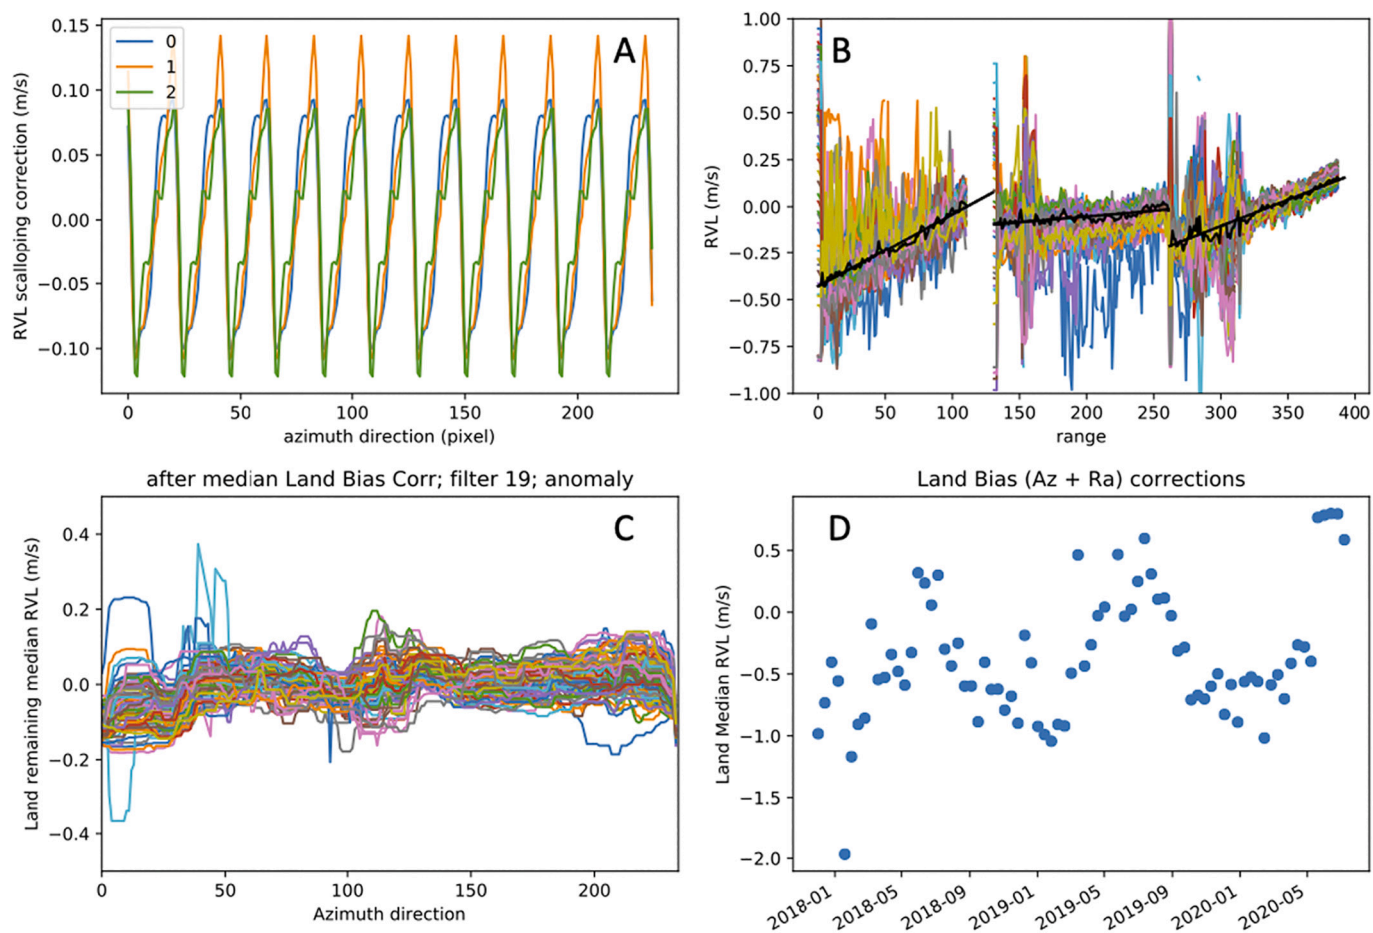 A
0
1
2
0.15
0.10
0.05
0.00
−0.05
−0.10
RVL scalloping correction (m/s)
0 50 100 150 200
azimuth direction (pixel)
B
1.00
0.75
0.50
0.25
0.00
−0.25
−0.50
−0.75
−1.00
RVL (m/s)
0 50 100 150 200 250 300 350 400
range
after median Land Bias Corr; filter 19; anomaly
C
0.4
0.2
0.0
−0.2
−0.4
Land remaining median RVL (m/s)
0 50 100 150 200
Azimuth direction
Land Bias (Az + Ra) corrections
D
0.5
0.0
−0.5
−1.0
−1.5
−2.0
Land Median RVL (m/s)
2018-01 2018-05 2018-09 2019-01 2019-05 2019-09 2020-01 2020-05